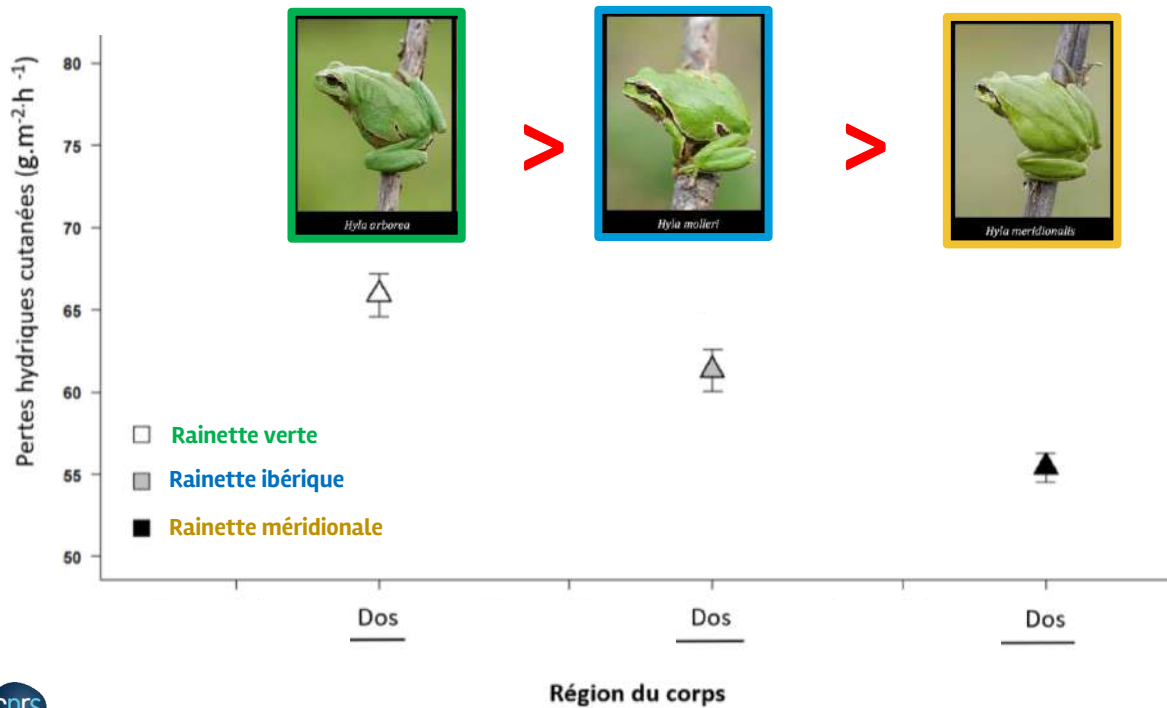 Pertes hydriques cutanées (g.m-2.h -1)
80
75
70
65
60
55
50
Hyla arborea
>
Hyla molleri
>
Hyla meridionalis
Rainette verte
Rainette ibérique
Rainette méridionale
Dos
Dos
Dos
Région du corps
cnrs